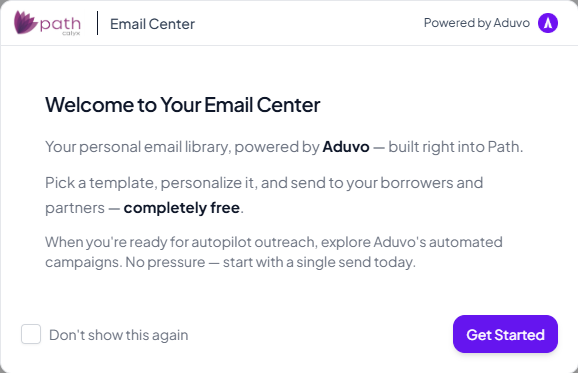 path
calyx
Email Center
Powered by Aduvo
Welcome to Your Email Center
Your personal email library, powered by Aduvo — built right into Path.
Pick a template, personalize it, and send to your borrowers and
partners — completely free.
When you're ready for autopilot outreach, explore Aduvo's automated
campaigns. No pressure — start with a single send today.
Don't show this again
Get Started